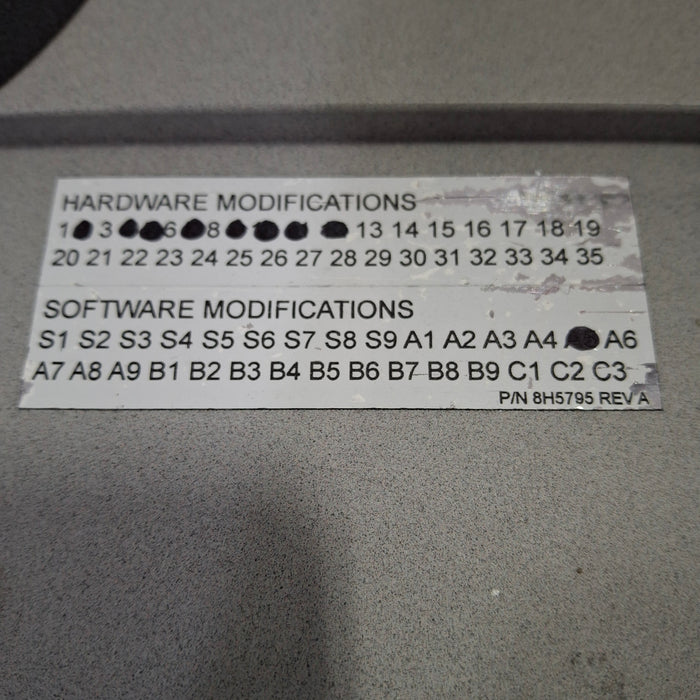 HARDWARE MODIFICATIONS
1 3 6 8 13 14 15 16 17 18 19
20 21 22 23 24 25 26 27 28 29 30 31 32 33 34 35
SOFTWARE MODIFICATIONS
S1 S2 S3 S4 S5 S6 S7 S8 S9 A1 A2 A3 A4 A6
A7 A8 A9 B1 B2 B3 B4 B5 B6 B7 B8 B9 C1 C2 C3
P/N 8H5795 REV A